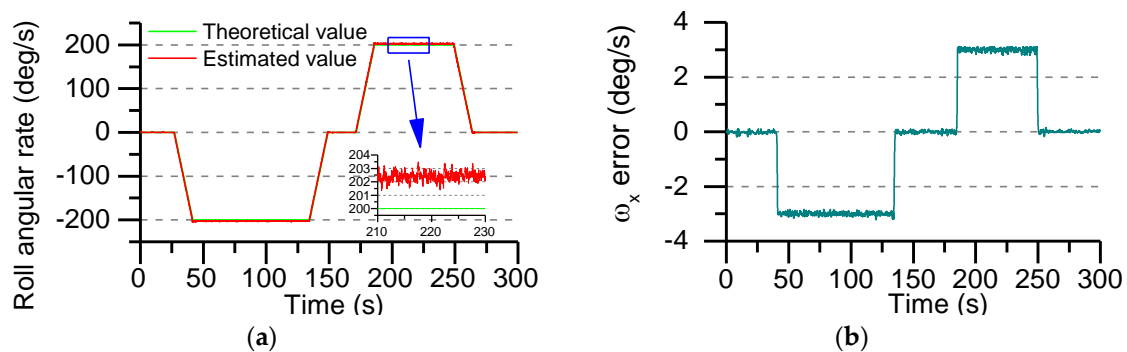 Theoretical value
Estimated value
Roll angular rate (deg/s)
200
100
0
-100
-200
204
203
202
201
200
210 220 230
0 50 100 150 200 250 300
Time (s)
(a)
ωx error (deg/s)
4
2
0
-2
-4
0 50 100 150 200 250 300
Time (s)
(b)